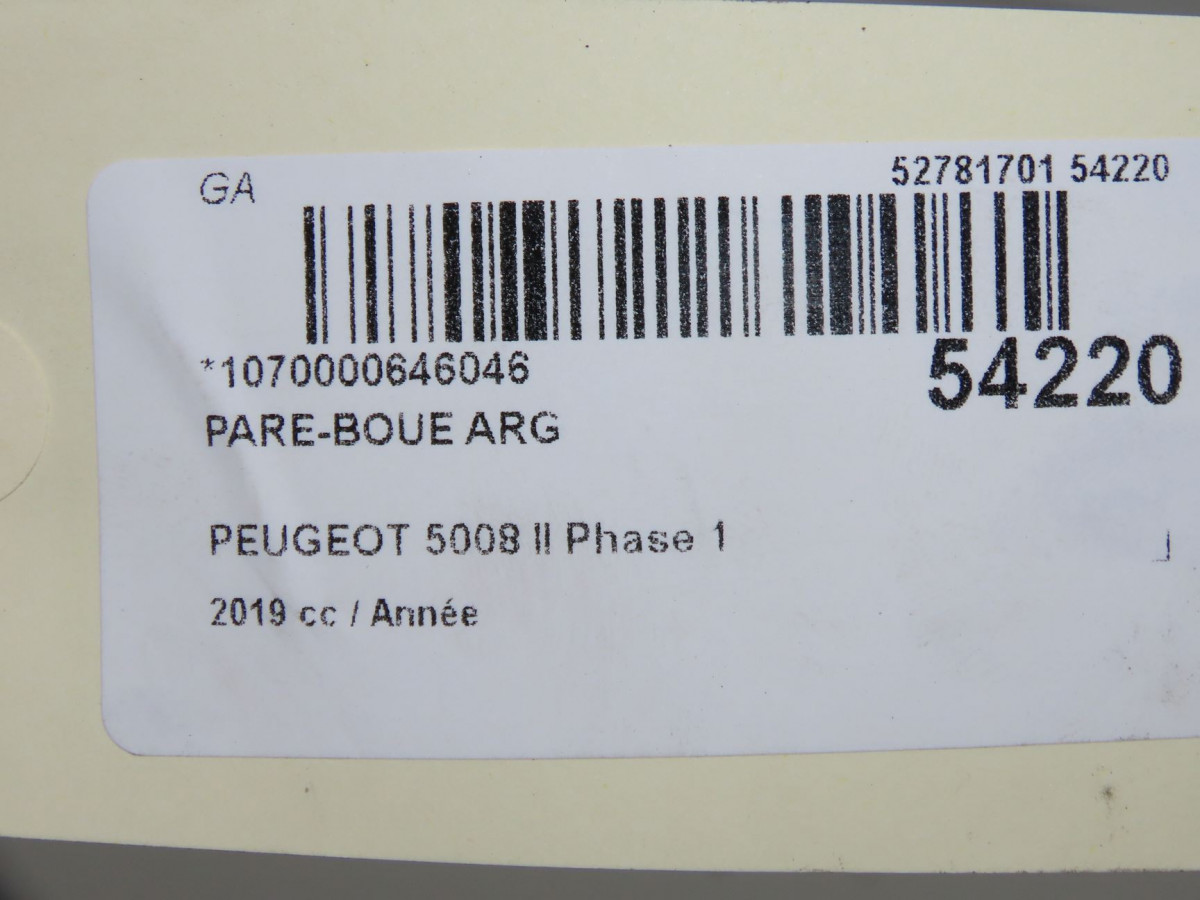 GA
52781701 54220
*1070000646046
54220
PARE-BOUE ARG
PEUGEOT 5008 II Phase 1
2019 cc / Année